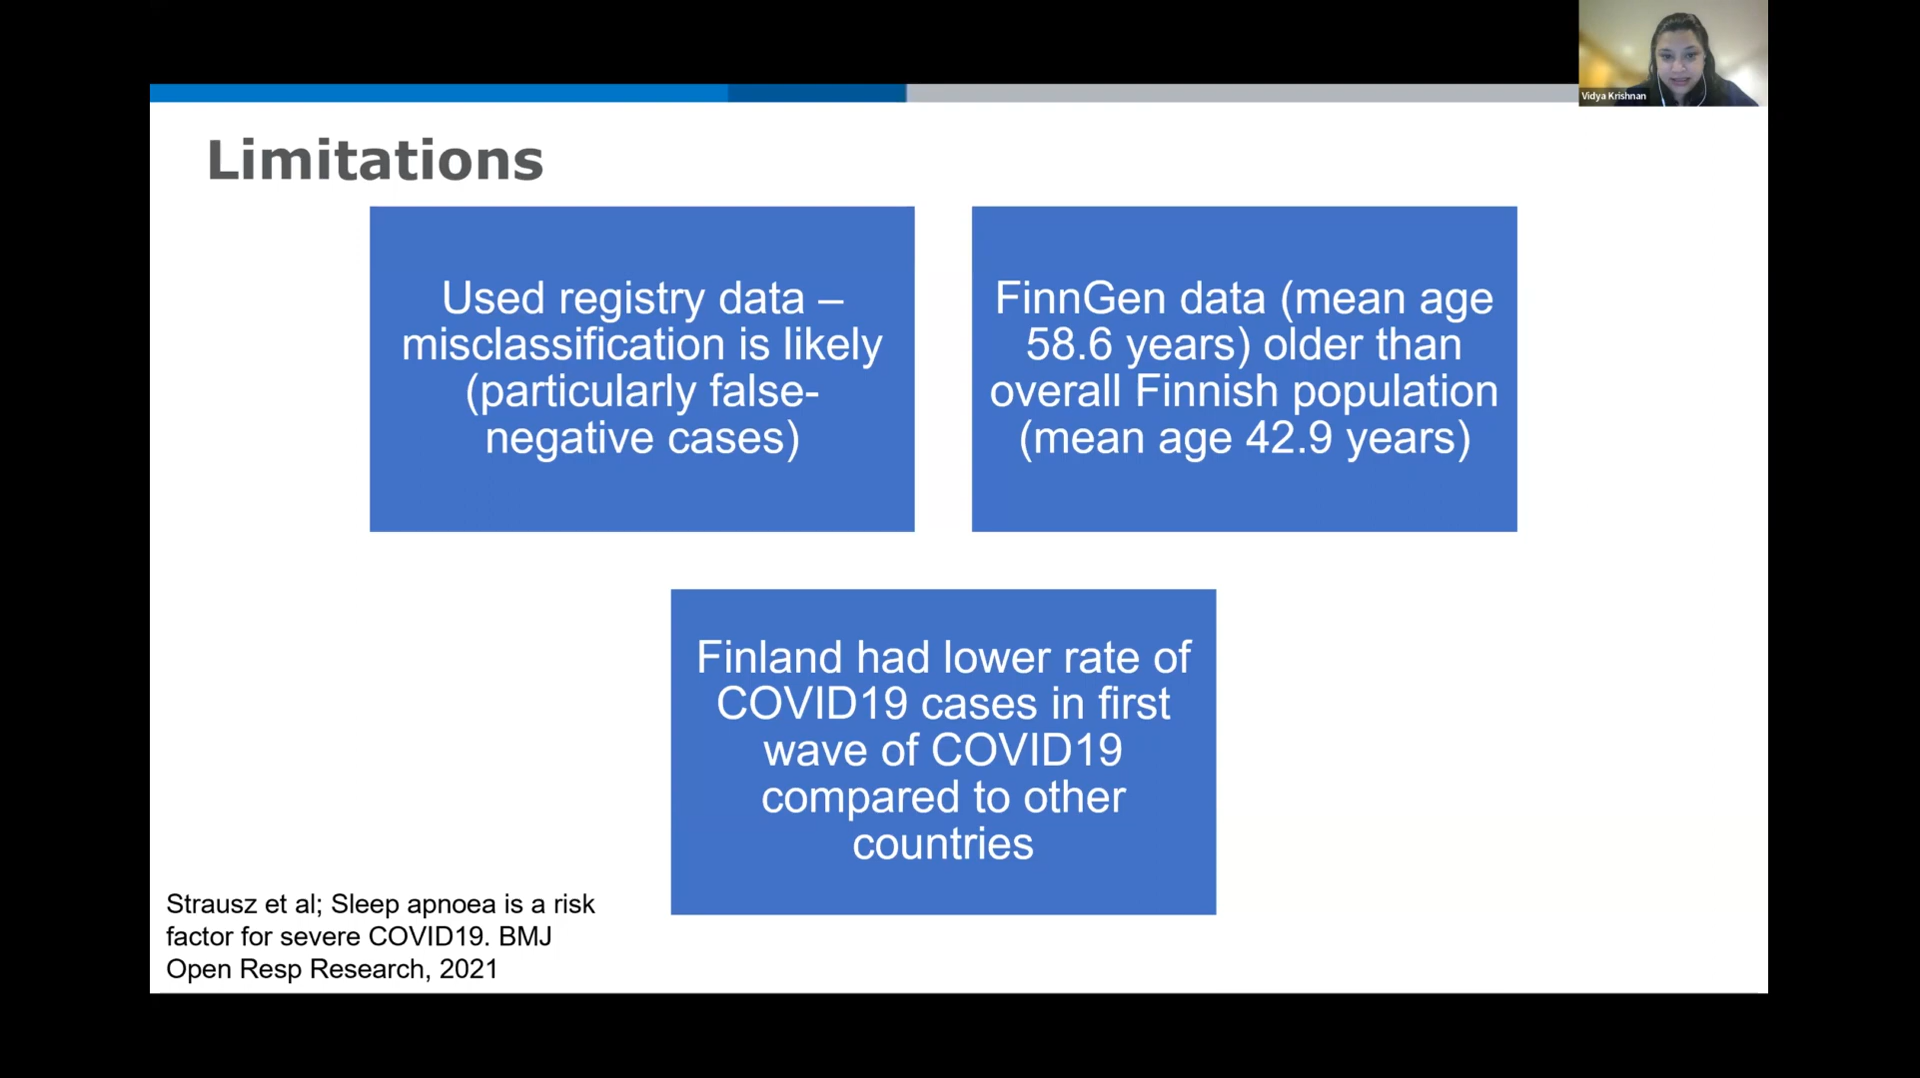 Vidya Krishnan
Limitations
Used registry data –
misclassification is likely
(particularly false-
negative cases)
FinnGen data (mean age
58.6 years) older than
overall Finnish population
(mean age 42.9 years)
Finland had lower rate of
COVID19 cases in first
wave of COVID19
compared to other
countries
Strausz et al; Sleep apnoea is a risk
factor for severe COVID19. BMJ
Open Resp Research, 2021